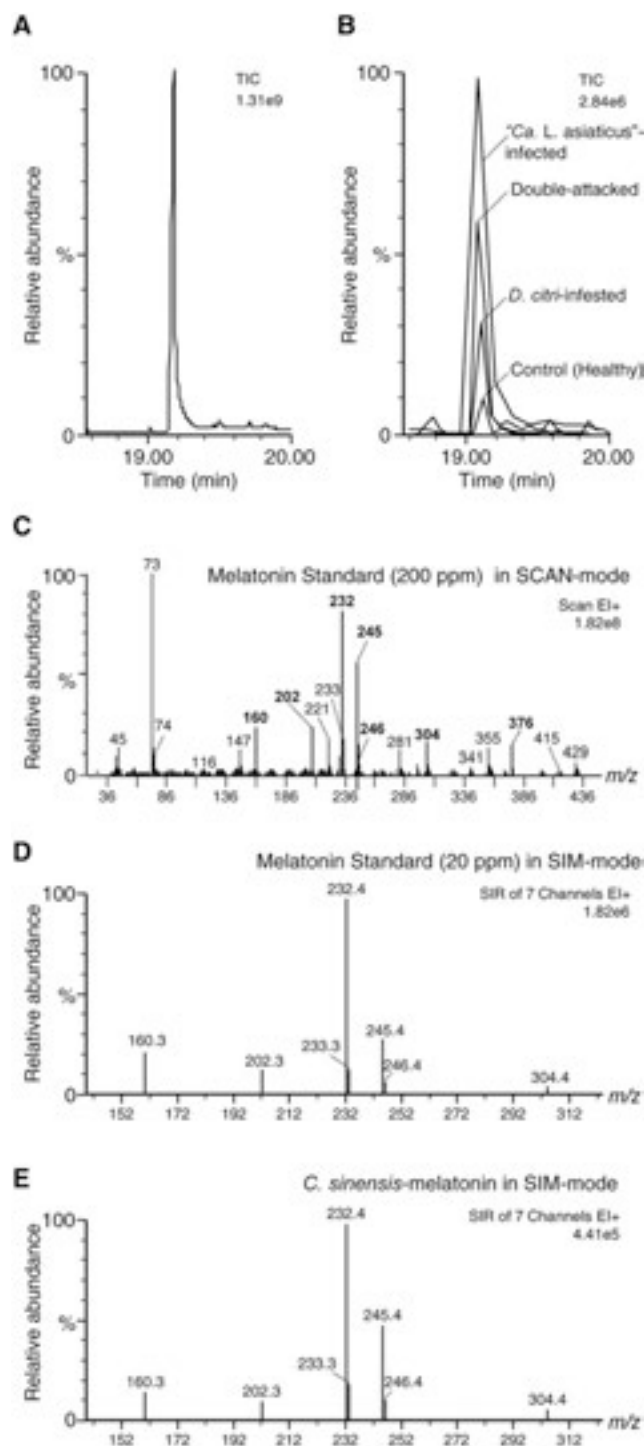 A
B
100
TIC
1.31e9
Relative abundance
%
0
19.00
20.00
Time (min)
100
TIC
2.84e6
"Ca. L. asiaticus"-
infected
Double-attacked
D. citri-infested
Control (Healthy)
Relative abundance
%
0
19.00
20.00
Time (min)
C
Melatonin Standard (200 ppm) in SCAN-mode
Scan EI+
1.82e8
100
Relative abundance
%
0
73
232
245
202
233
221
160
246
304
376
45
74
147
116
281
341
355
415
429
36 86 136 186 236 286 336 386 436 m/z
D
Melatonin Standard (20 ppm) in SIM-mode
SIR of 7 Channels EI+
1.82e6
100
Relative abundance
%
0
232.4
245.4
233.3
246.4
160.3
202.3
304.4
152 172 192 212 232 252 272 292 312 m/z
E
C. sinensis-melatonin in SIM-mode
SIR of 7 Channels EI+
4.41e5
100
Relative abundance
%
0
232.4
245.4
233.3
246.4
160.3
202.3
304.4
152 172 192 212 232 252 272 292 312 m/z